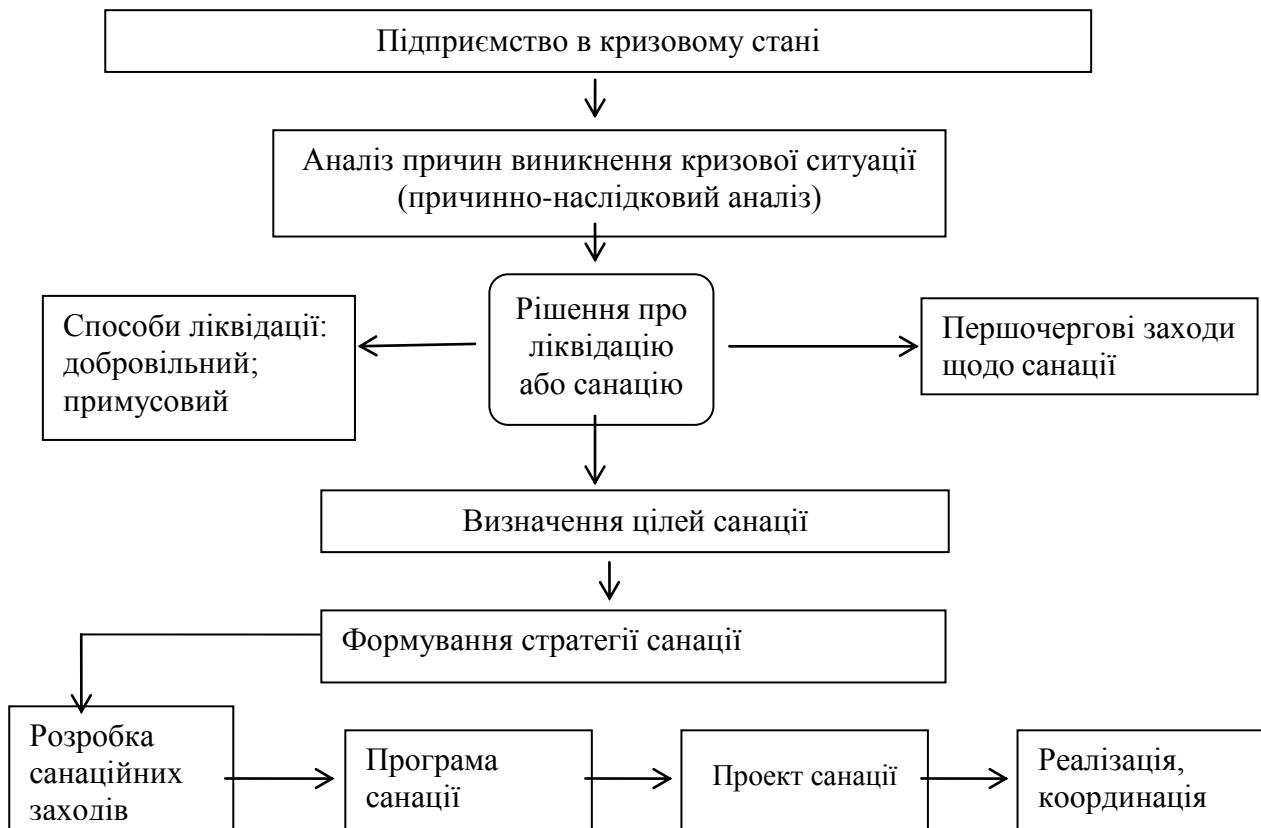 Підприємство в кризовому стані
Аналіз причин виникнення кризової ситуації
(причинно-наслідковий аналіз)
Способи ліквідації:
добровільний;
примусовий
Рішення про
ліквідацію
або санацію
Першочергові заходи
щодо санації
Визначення цілей санації
Формування стратегії санації
Розробка
санаційних
заходів
Програма
санації
Проект санації
Реалізація,
координація